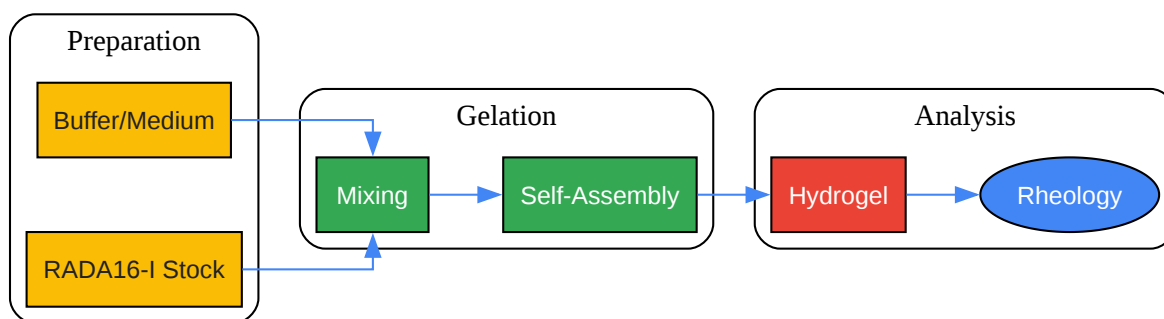 Preparation
Buffer/Medium
RADA16-I Stock
Gelation
Mixing
Self-Assembly
Analysis
Hydrogel
Rheology